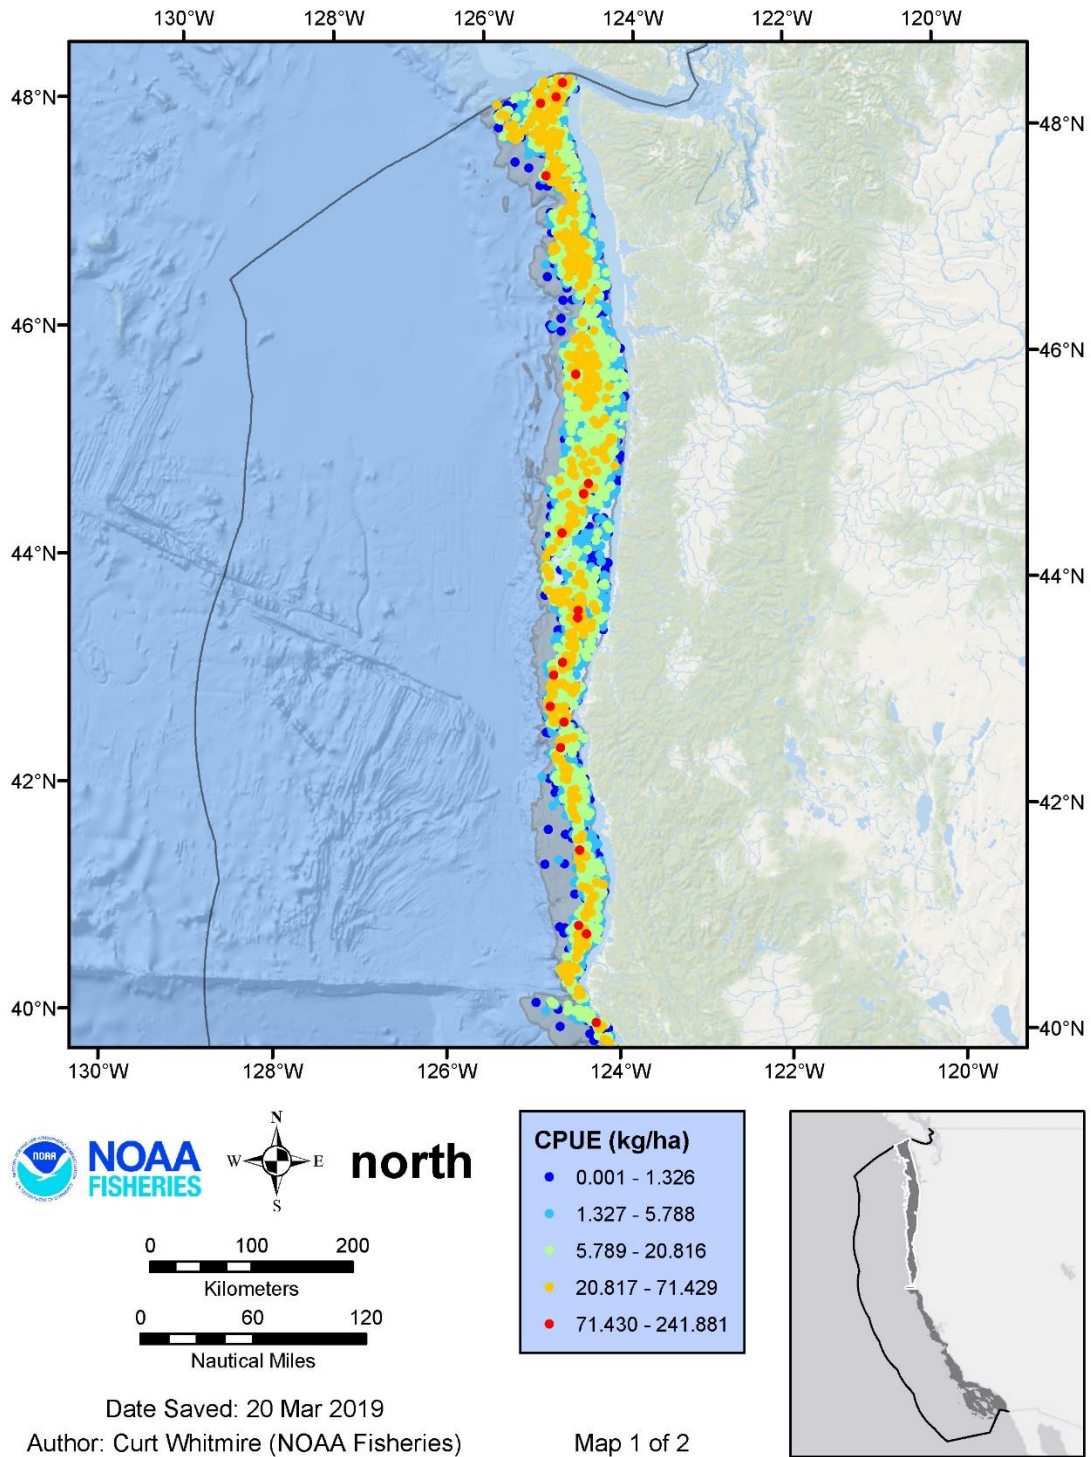 130°W 128°W 126°W 124°W 122°W 120°W
48°N 48°N
46°N 46°N
44°N 44°N
42°N 42°N
40°N 40°N
130°W 128°W 126°W 124°W 122°W 120°W
NOAA
NOAA
FISHERIES
N
W E
S
north
0 100 200
Kilometers
0 60 120
Nautical Miles
Date Saved: 20 Mar 2019
Author: Curt Whitmire (NOAA Fisheries)
CPUE (kg/ha)
0.001 - 1.326
1.327 - 5.788
5.789 - 20.816
20.817 - 71.429
71.430 - 241.881
Map 1 of 2